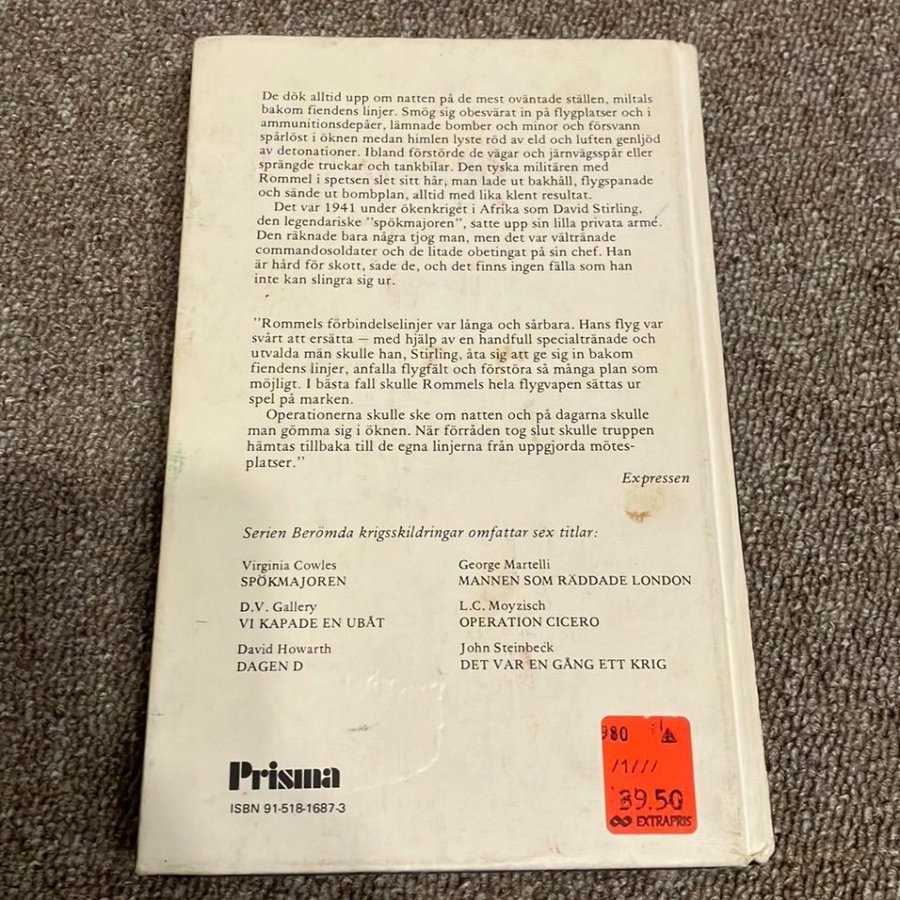 De dök alltid upp om natten på de mest oväntade ställen, miltals
bakom fiendens linjer. Smög sig obesvärat in på flygplatser och i
ammunitionsdepåer, lämnade bomber och minor och försvann
spårlöst i öknen medan himlen lyste röd av eld och luften genljöd
av detonationer. Ibland förstörde de vägar och järnvägsspår eller
sprängde truckar och tankbilar. Den tyska militären med
Rommel i spetsen slet sitt hår, man lade ut bakhåll, flygspanade
och sände ut bombplan, alltid med lika klent resultat.
Det var 1941 under ökenkriget i Afrika som David Stirling,
den legendariske "spökmajoren", satte upp sin lilla privata armé.
Den räknade bara några tjog man, men det var vältränade
commandosoldater och de litade obetingat på sin chef. Han
är hård för skott, sade de, och det finns ingen fälla som han
inte kan slingra sig ur.
"Rommels förbindelselinjer var långa och sårbara. Hans flyg var
svårt att ersätta — med hjälp av en handfull specialtränade och
utvalda män skulle han, Stirling, åta sig att ge sig in bakom
fiendens linjer, anfalla flygfält och förstöra så många plan som
möjligt. I bästa fall skulle Rommels hela flygvapen sättas ur
spel på marken.
Operationerna skulle ske om natten och på dagarna skulle
man gömma sig i öknen. När förråden tog slut skulle truppen
hämtas tillbaka till de egna linjerna från uppgjorda mötes-
platser."
Expressen
Serien Berömda krigsskildringar omfattar sex titlar:
Virginia Cowles
SPÖKMAJOREN
D.V. Gallery
VI KAPADE EN UBÅT
David Howarth
DAGEN D
George Martelli
MANNEN SOM RÄDDADE LONDON
L.C. Moyzisch
OPERATION CICERO
John Steinbeck
DET VAR EN GÅNG ETT KRIG
Prisma
ISBN 91-518-1687-3
980
/1///
39.50
EXTRAPRIS